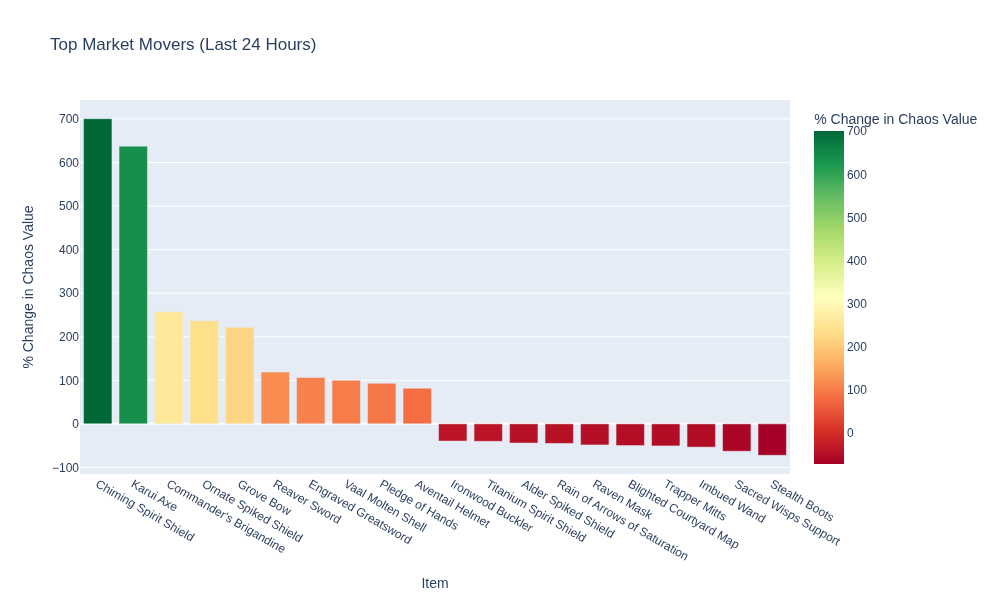 Top Market Movers (Last 24 Hours)
% Change in Chaos Value
700
600
500
400
300
200
100
0
−100
Chiming Spirit Shield
Karui Axe
Commander's Brigandine
Ornate Spiked Shield
Grove Bow
Reaver Sword
Engraved Greatsword
Vaal Molten Shell
Pledge of Hands
Aventail Helmet
Ironwood Buckler
Titanium Spirit Shield
Alder Spiked Shield
Rain of Arrows of Saturation
Raven Mask
Blighted Courtyard Map
Trapper Mitts
Imbued Wand
Sacred Wisps Support
Stealth Boots
Item
% Change in Chaos Value
700
600
500
400
300
200
100
0